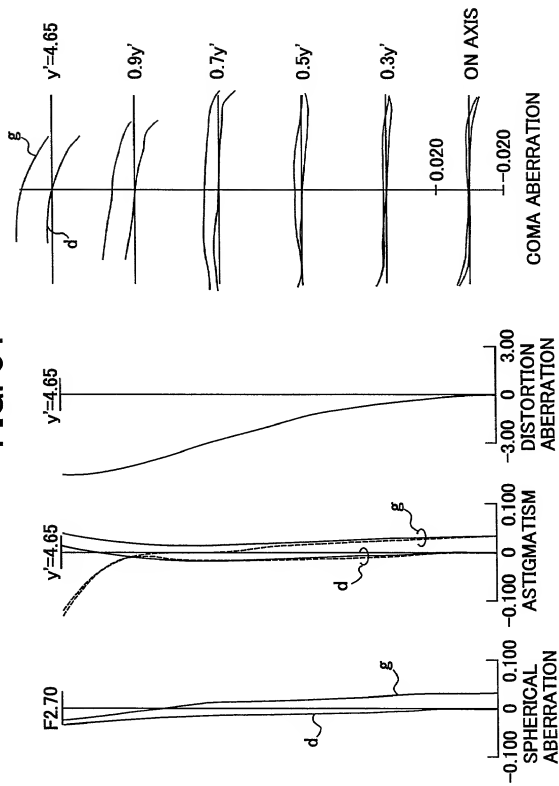 F2.70
g
d
-0.100
0
0.100
SPHERICAL
ABERRATION
y'=4.65
g
d
-0.100
0
0.100
ASTIGMATISM
y'=4.65
-3.00
0
3.00
DISTORTION
ABERRATION
g
d
y'=4.65
0.9y'
0.7y'
0.5y'
0.3y'
ON AXIS
0.020
-0.020
COMA ABERRATION